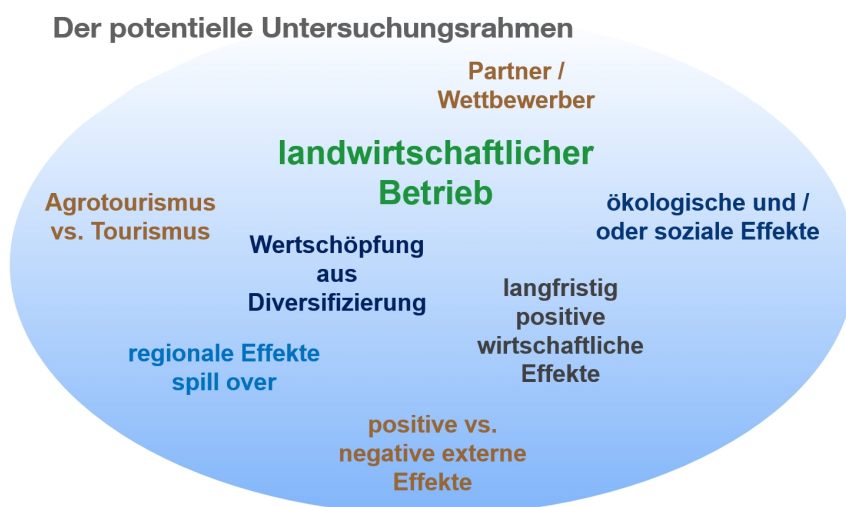 Der potentielle Untersuchungsrahmen
Partner /
Wettbewerber
landwirtschaftlicher
Betrieb
Agrotourismus
vs. Tourismus
ökologische und /
oder soziale Effekte
Wertschöpfung
aus
Diversifizierung
langfristig
positive
wirtschaftliche
Effekte
regionale Effekte
spill over
positive vs.
negative externe
Effekte